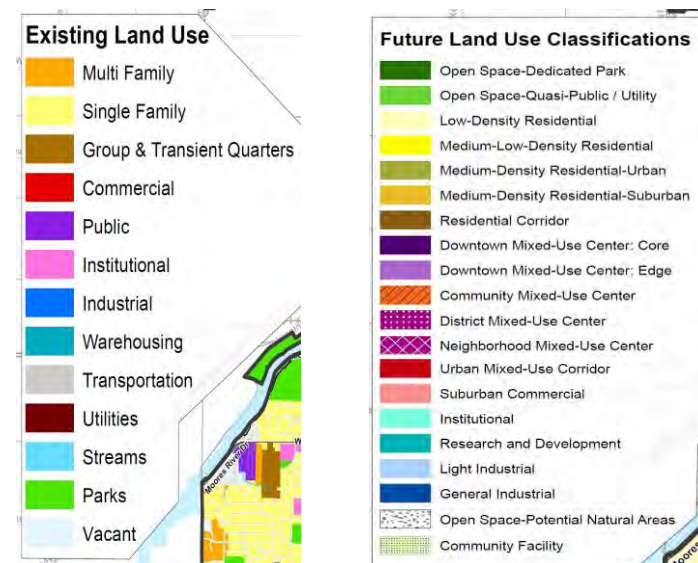 Existing Land Use
Multi Family
Single Family
Group & Transient Quarters
Commercial
Public
Institutional
Industrial
Warehousing
Transportation
Utilities
Streams
Parks
Vacant
Moores River Dr
Future Land Use Classifications
Open Space-Dedicated Park
Open Space-Quasi-Public / Utility
Low-Density Residential
Medium-Low-Density Residential
Medium-Density Residential-Urban
Medium-Density Residential-Suburban
Residential Corridor
Downtown Mixed-Use Center: Core
Downtown Mixed-Use Center: Edge
Community Mixed-Use Center
District Mixed-Use Center
Neighborhood Mixed-Use Center
Urban Mixed-Use Corridor
Suburban Commercial
Institutional
Research and Development
Light Industrial
General Industrial
Open Space-Potential Natural Areas
Community Facility
Moores